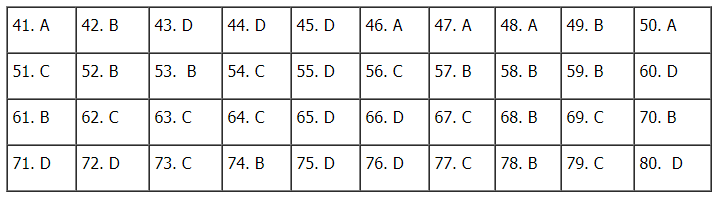 41. A 42. B 43. D 44. D 45. D 46. A 47. A 48. A 49. B 50. A
51. C 52. B 53. B 54. C 55. D 56. C 57. B 58. B 59. B 60. D
61. B 62. C 63. C 64. C 65. D 66. D 67. C 68. B 69. C 70. B
71. D 72. D 73. C 74. B 75. D 76. D 77. C 78. B 79. C 80. D